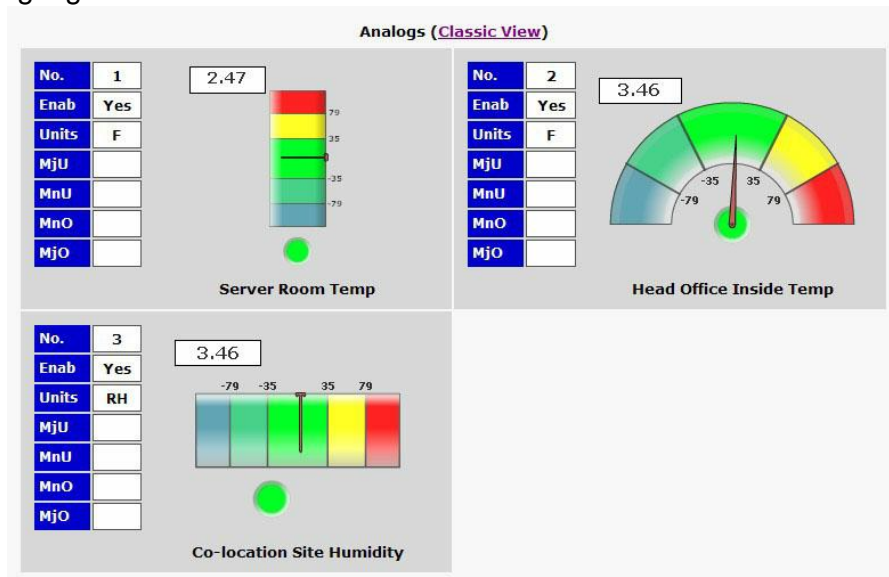 Analogs (Classic View)
No. 1
Enab Yes
Units F
MjU
MnU
MnO
MjO
2.47
79
35
-35
-79
Server Room Temp
No. 2
Enab Yes
Units F
MjU
MnU
MnO
MjO
3.46
-35 35
-79 79
Head Office Inside Temp
No. 3
Enab Yes
Units RH
MjU
MnU
MnO
MjO
3.46
-79 -35 35 79
Co-location Site Humidity